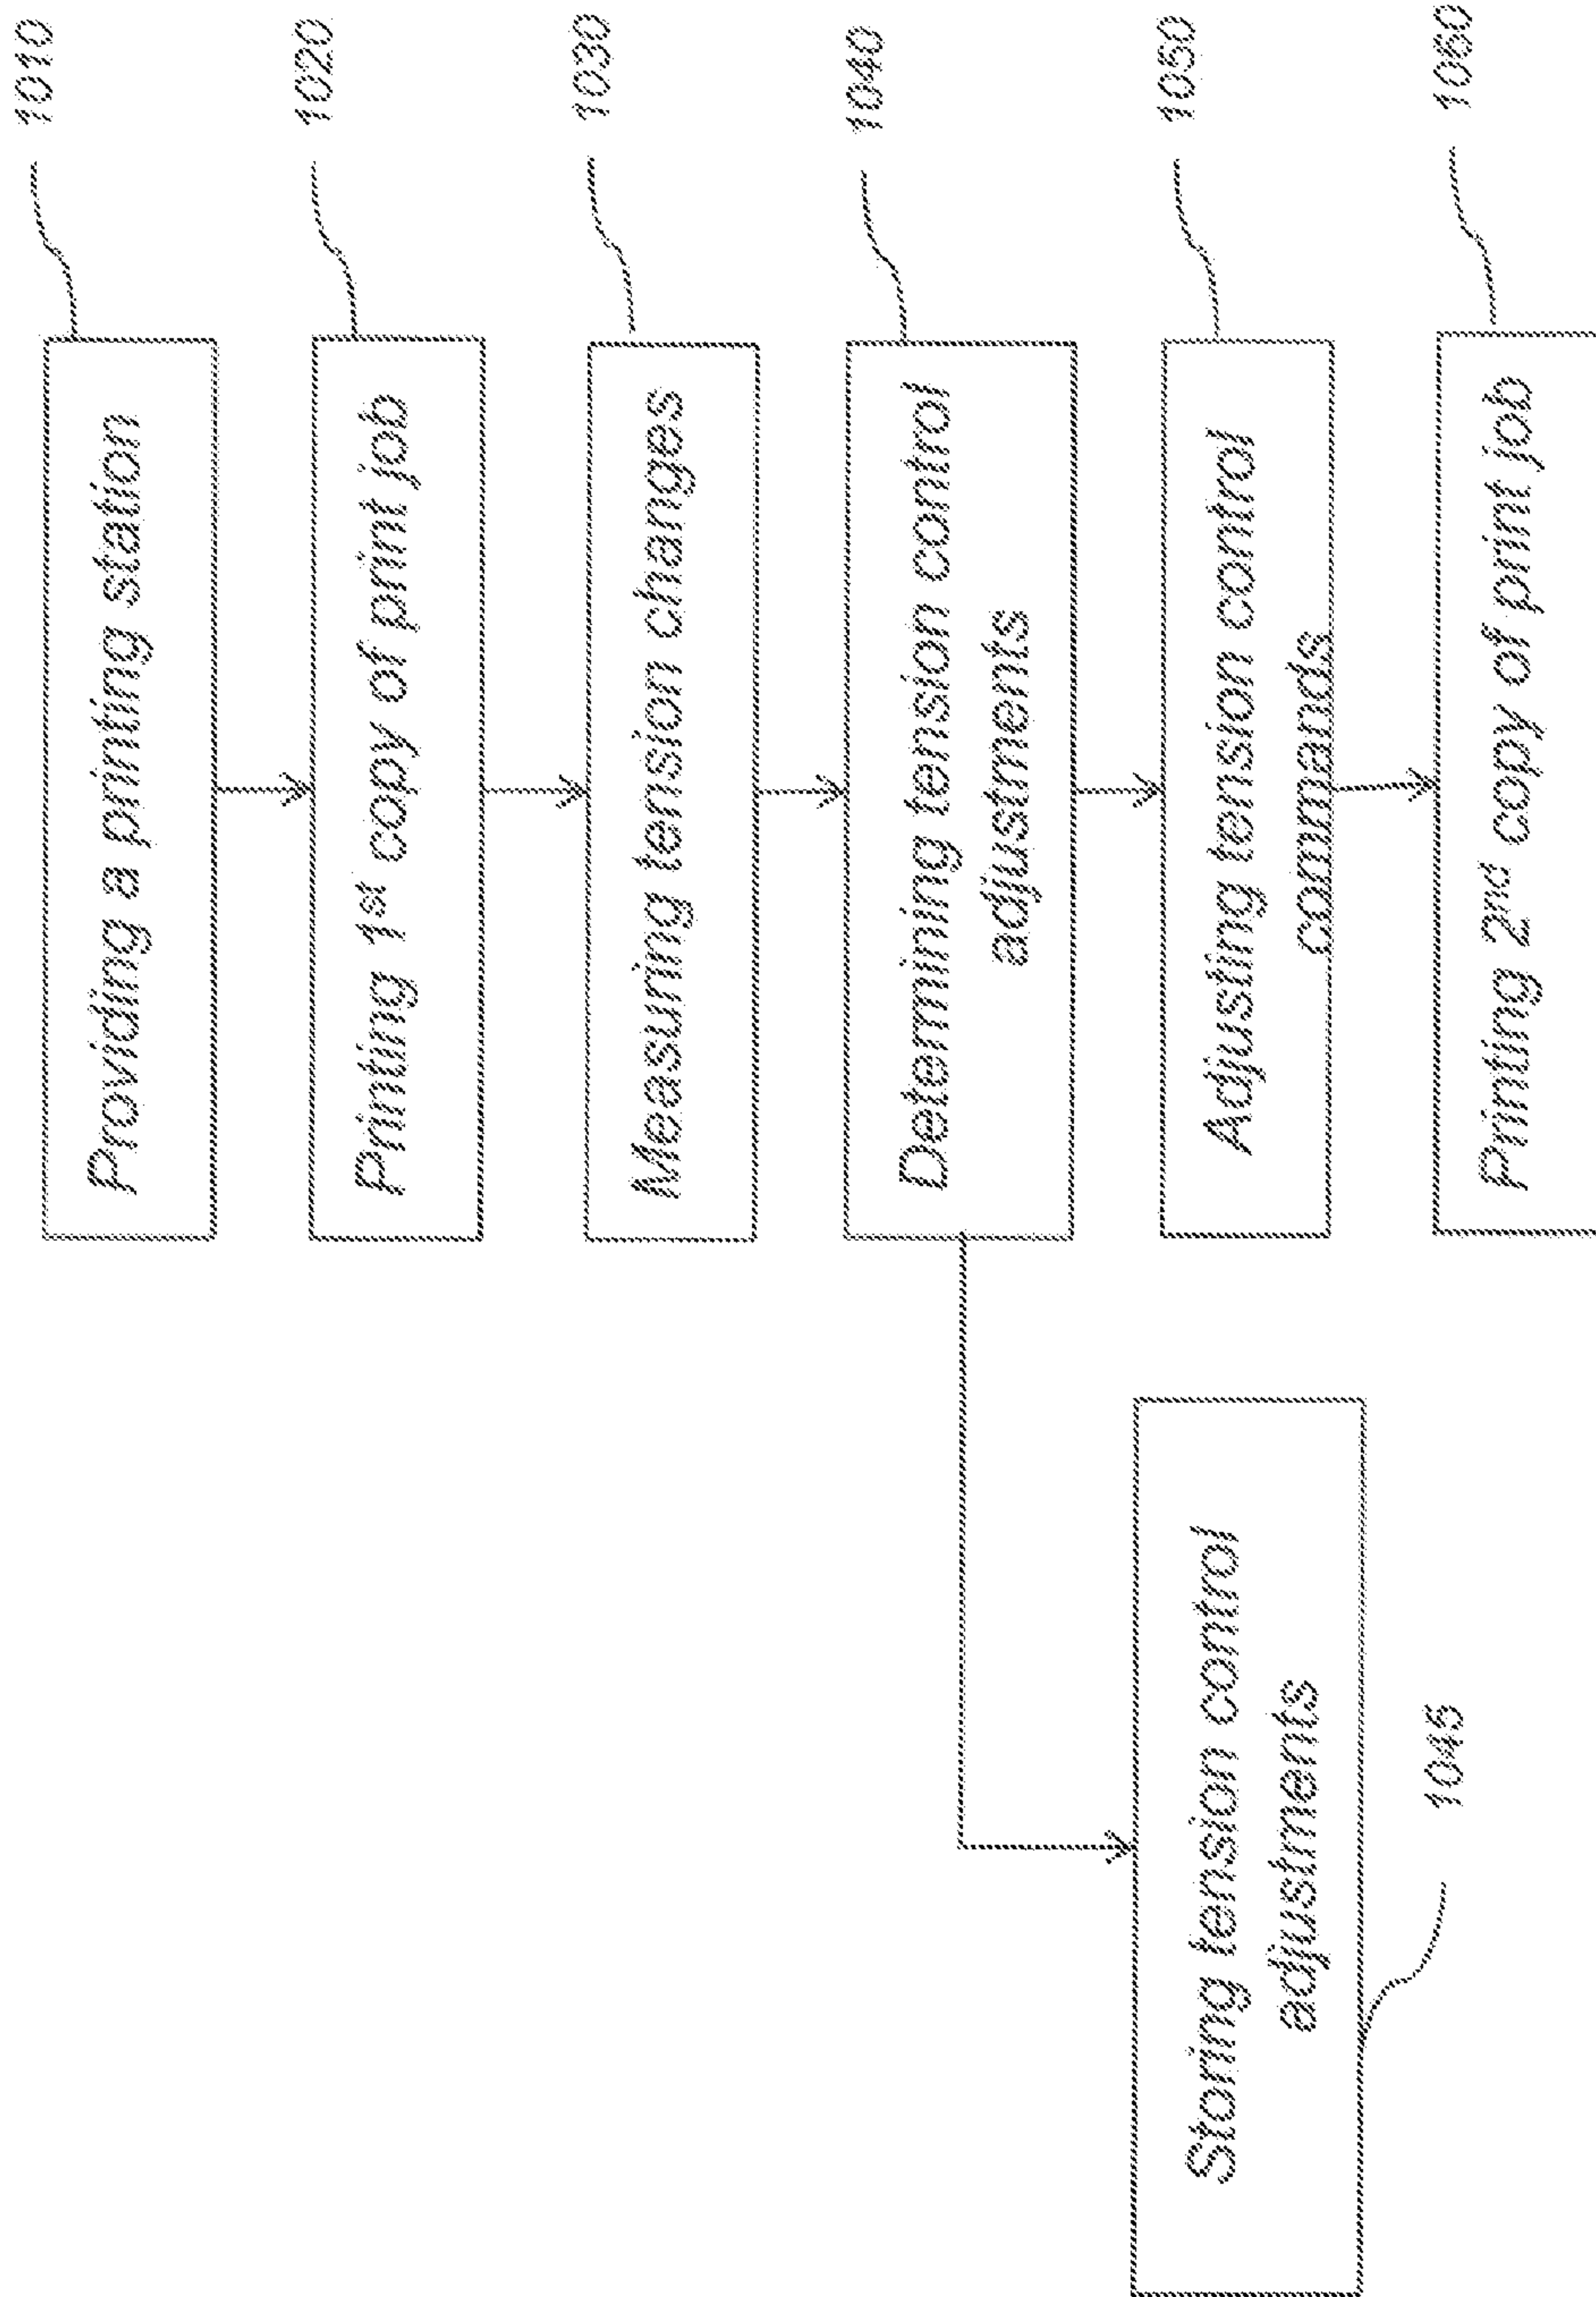 Providing a printing station
1010
Printing 1st copy of print job
1020
Measuring tension changes
1030
Determining tension control
adjustments
1040
Storing tension control
adjustments
1045
Adjusting tension control
commands
1050
Printing 2nd copy of print job
1060